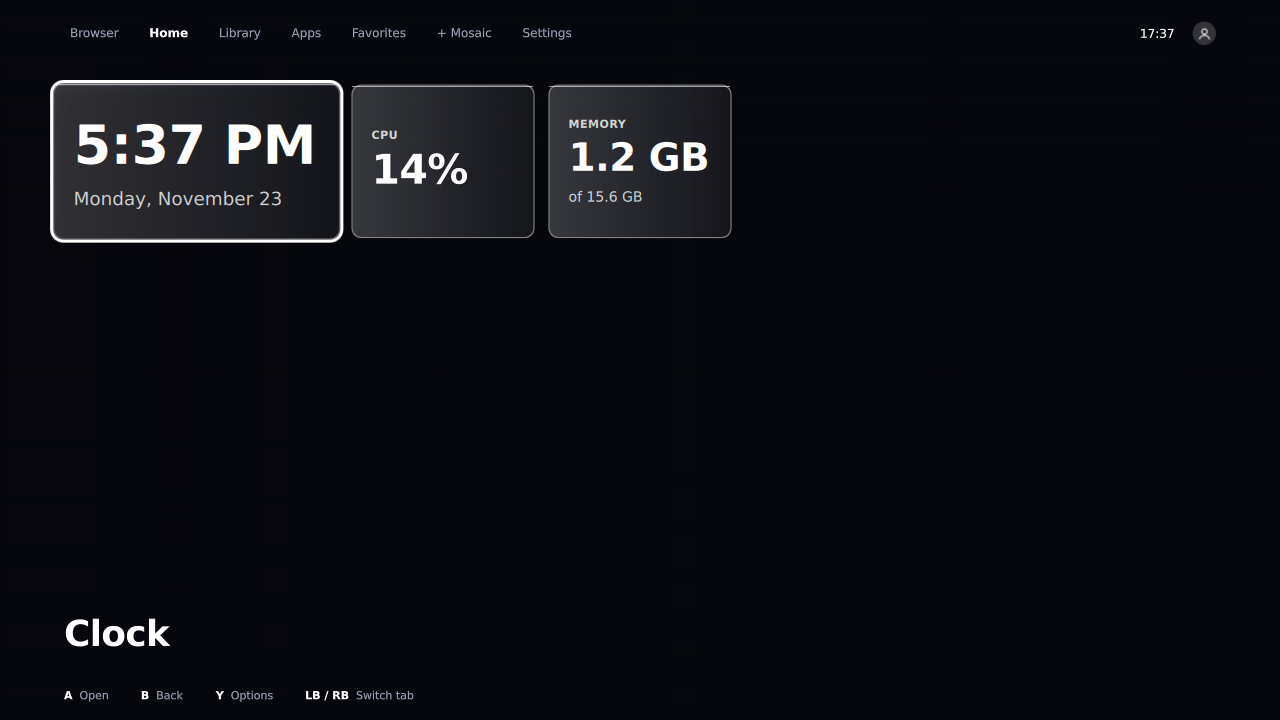 Browser Home Library Apps Favorites + Mosaic Settings 17:37
5:37 PM
Monday, November 23
CPU
14%
MEMORY
1.2 GB
of 15.6 GB
Clock
A Open B Back Y Options LB / RB Switch tab